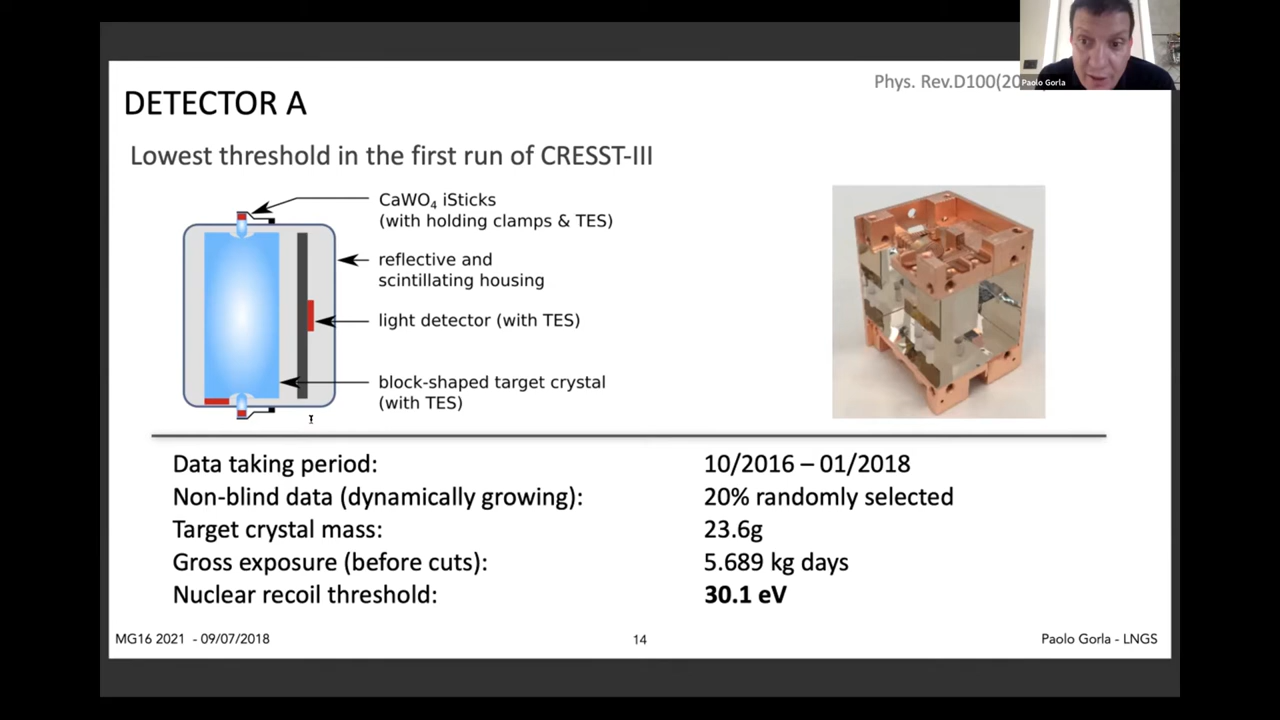 Phys. Rev.D100(20
Paolo Gorla
DETECTOR A
Lowest threshold in the first run of CRESST-III
CaWO₄ iSticks
(with holding clamps & TES)
reflective and
scintillating housing
light detector (with TES)
block-shaped target crystal
(with TES)
Data taking period: 10/2016 – 01/2018
Non-blind data (dynamically growing): 20% randomly selected
Target crystal mass: 23.6g
Gross exposure (before cuts): 5.689 kg days
Nuclear recoil threshold: 30.1 eV
MG16 2021 - 09/07/2018 14 Paolo Gorla - LNGS